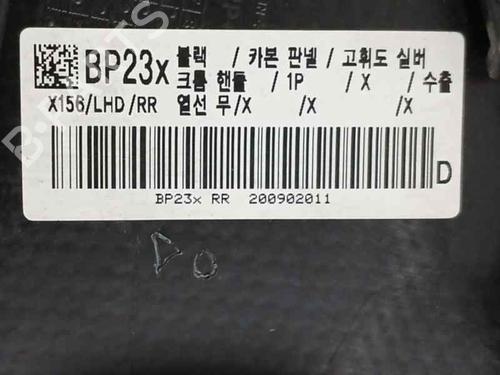 BP23x 블랙 / 카본 판넬 / 고휘도 실버
크롬 핸들 / 1P / X / 수출
X156/LHD/RR 열선 무/X /X /X
D
BP23x RR 200902011